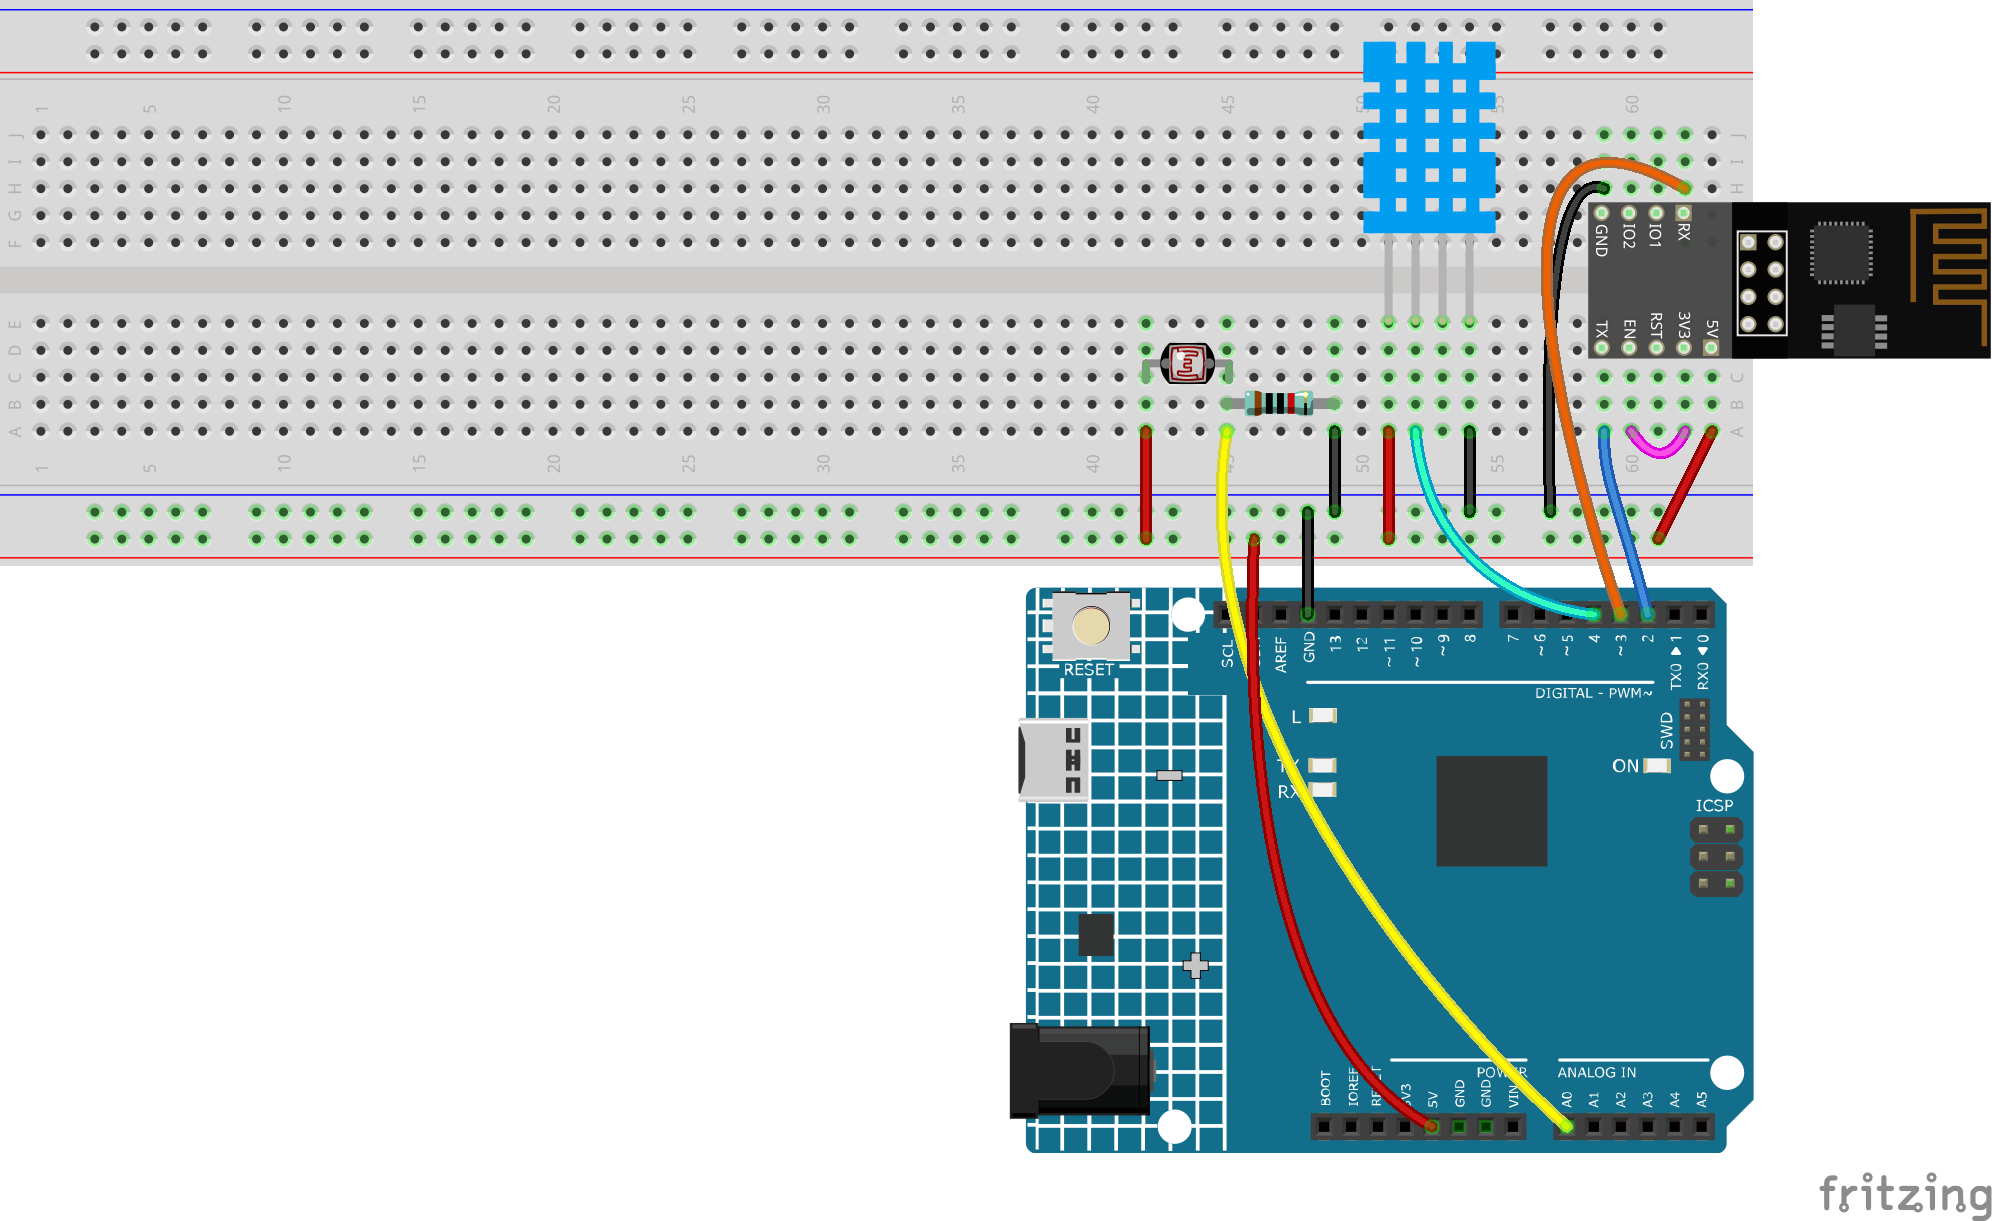 1 5 10 15 20 25 30 35 40 45 50 55 60
J J
I I
H H
G
F
GND IO2 IO1 RX
TX EN RST 3V3 5V
E
D
C C
B B
A A
1 5 10 15 20 25 30 35 40 45 50 55 60
RESET
SCL AREF GND 13 12 ~11 ~10 ~9 8 7 ~6 ~5 4 ~3 2 TX0▶1 RX0◀0
DIGITAL - PWM~
L
SWD
TX
ON
RX
ICSP
POWER ANALOG IN
BOOT IOREF 3V3 5V GND GND VIN A0 A1 A2 A3 A4 A5
fritzing